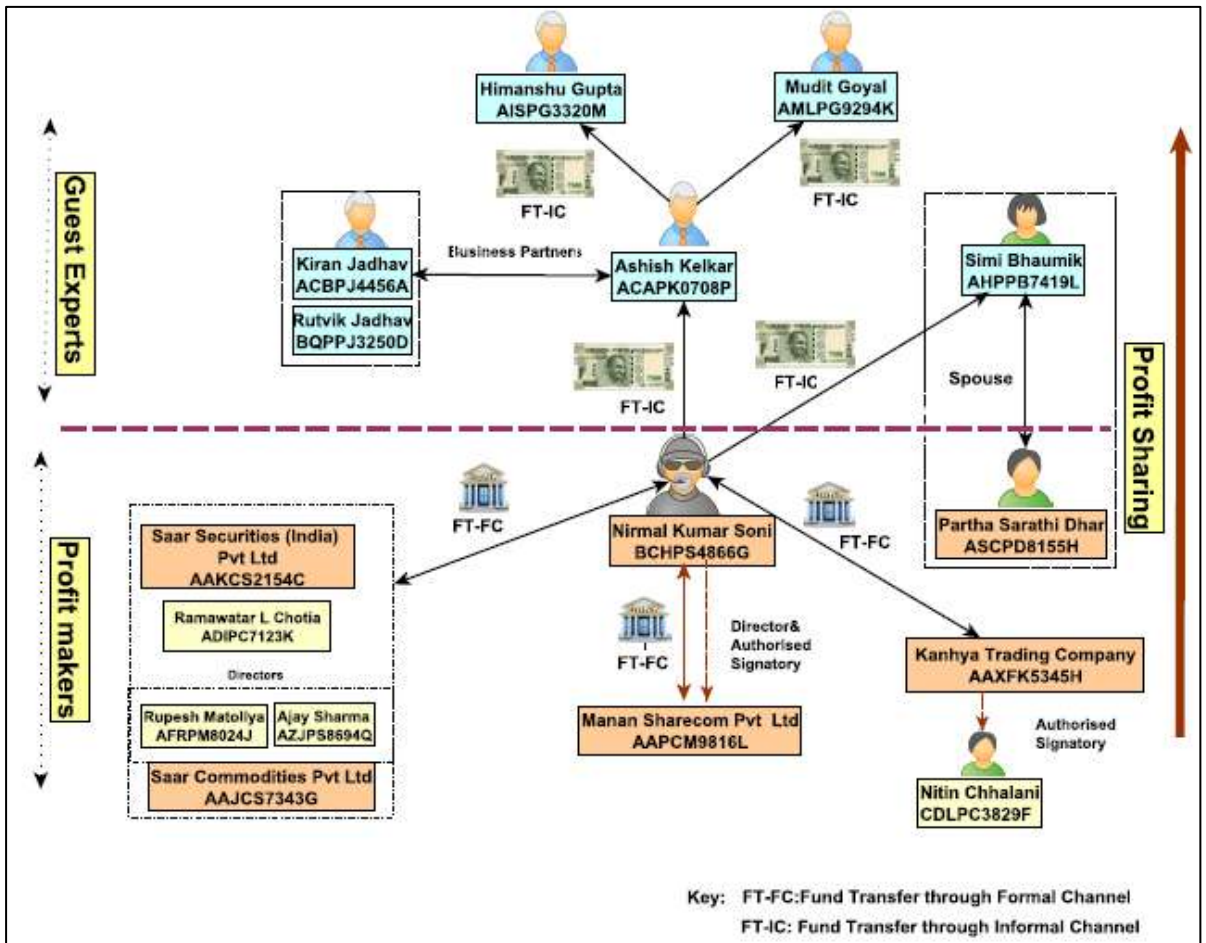 Himanshu Gupta
AISPG3320M
Mudit Goyal
AMLPG9294K
FT-IC
FT-IC
Guest Experts
Kiran Jadhav
ACBPJ4456A
Rutvik Jadhav
BQPPJ3250D
Business Partners
Ashish Kelkar
ACAPK0708P
Simi Bhaumik
AHPPB7419L
FT-IC
FT-IC
Spouse
Profit Sharing
Profit makers
FT-FC
FT-FC
Nirmal Kumar Soni
BCHPS4866G
Partha Sarathi Dhar
ASCPD8155H
Saar Securities (India)
Pvt Ltd
AAKCS2154C
Ramawatar L Chotia
ADIPC7123K
Directors
Rupesh Matoliya
AFRPM8024J
Ajay Sharma
AZJPS8694Q
Saar Commodities Pvt Ltd
AAJCS7343G
FT-FC
Director&
Authorised
Signatory
Manan Sharecom Pvt Ltd
AAPCM9816L
Kanhya Trading Company
AAXFK5345H
Authorised
Signatory
Nitin Chhalani
CDLPC3829F
Key: FT-FC:Fund Transfer through Formal Channel
FT-IC: Fund Transfer through Informal Channel